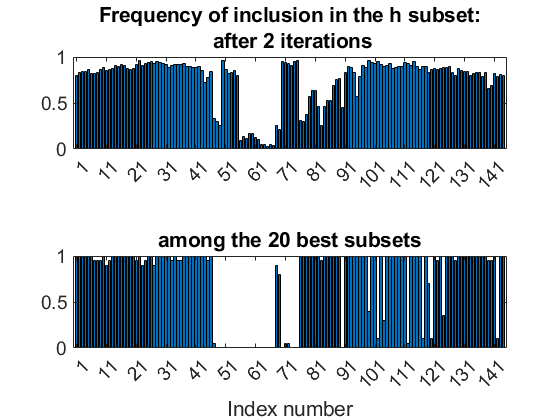 Frequency of inclusion in the h subset:
after 2 iterations
1
0.5
0
1 11 21 31 41 51 61 71 81 91 101 111 121 131 141
among the 20 best subsets
1
0.5
0
1 11 21 31 41 51 61 71 81 91 101 111 121 131 141
Index number